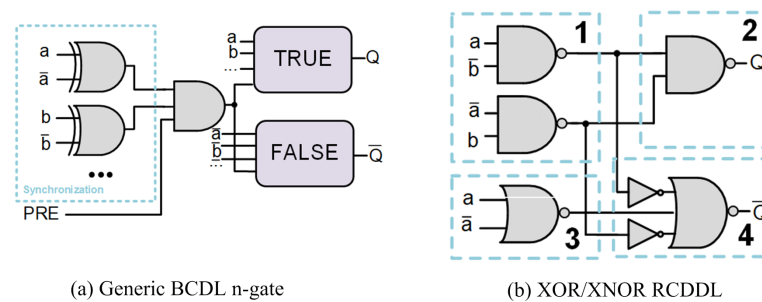 a
a̅
b
b̅
•••
Synchronization
PRE
a
b
...
TRUE
Q
a̅
b̅
...
FALSE
Q̅
(a) Generic BCDL n-gate
1
a
b̅
a̅
b
2
Q
a
a̅
3
Q̅
4
(b) XOR/XNOR RCDDL